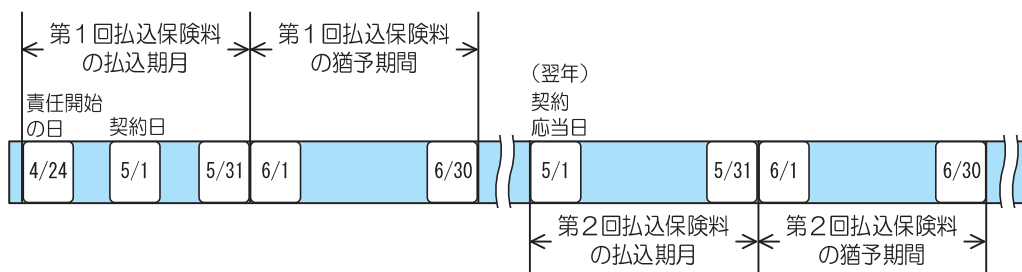 第1回払込保険料
の払込期月
第1回払込保険料
の猶予期間
(翌年)
契約
応当日
責任開始
の日
契約日
4/24
5/1
5/31
6/1
6/30
5/1
5/31
6/1
6/30
第2回払込保険料
の払込期月
第2回払込保険料
の猶予期間